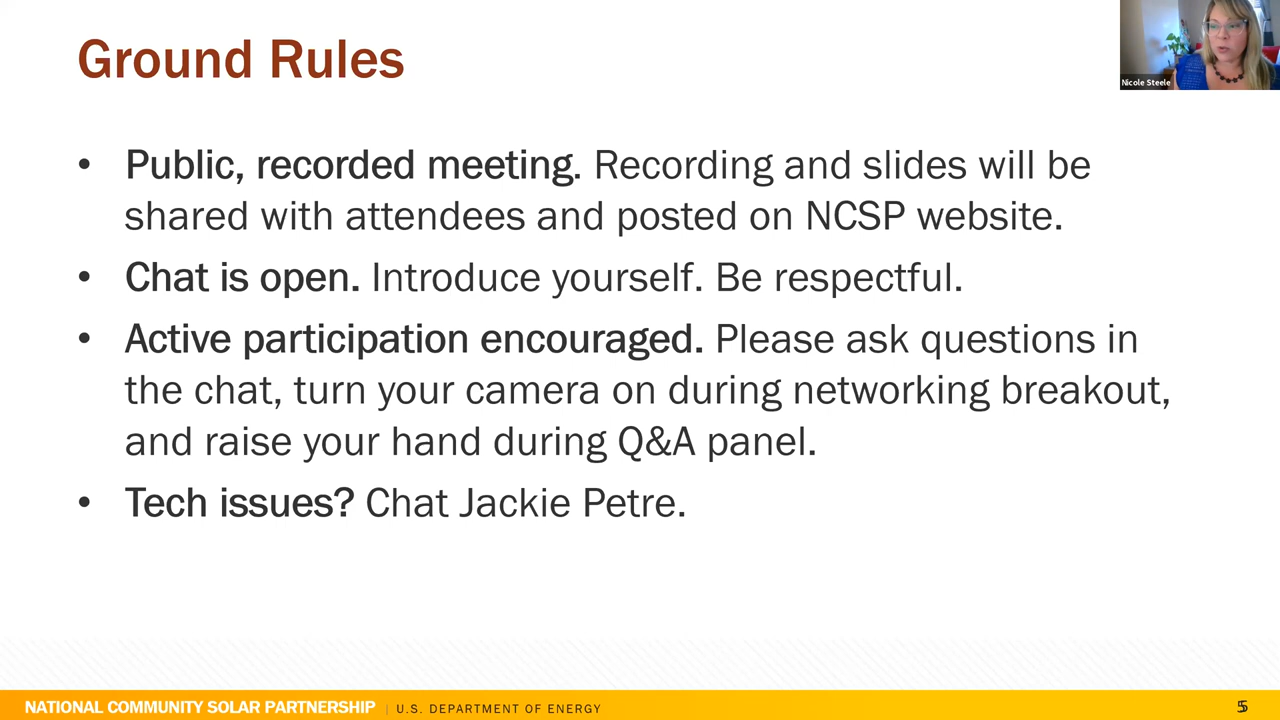 Ground Rules
Nicole Steele
• Public, recorded meeting. Recording and slides will be
shared with attendees and posted on NCSP website.
• Chat is open. Introduce yourself. Be respectful.
• Active participation encouraged. Please ask questions in
the chat, turn your camera on during networking breakout,
and raise your hand during Q&A panel.
• Tech issues? Chat Jackie Petre.
NATIONAL COMMUNITY SOLAR PARTNERSHIP | U.S. DEPARTMENT OF ENERGY